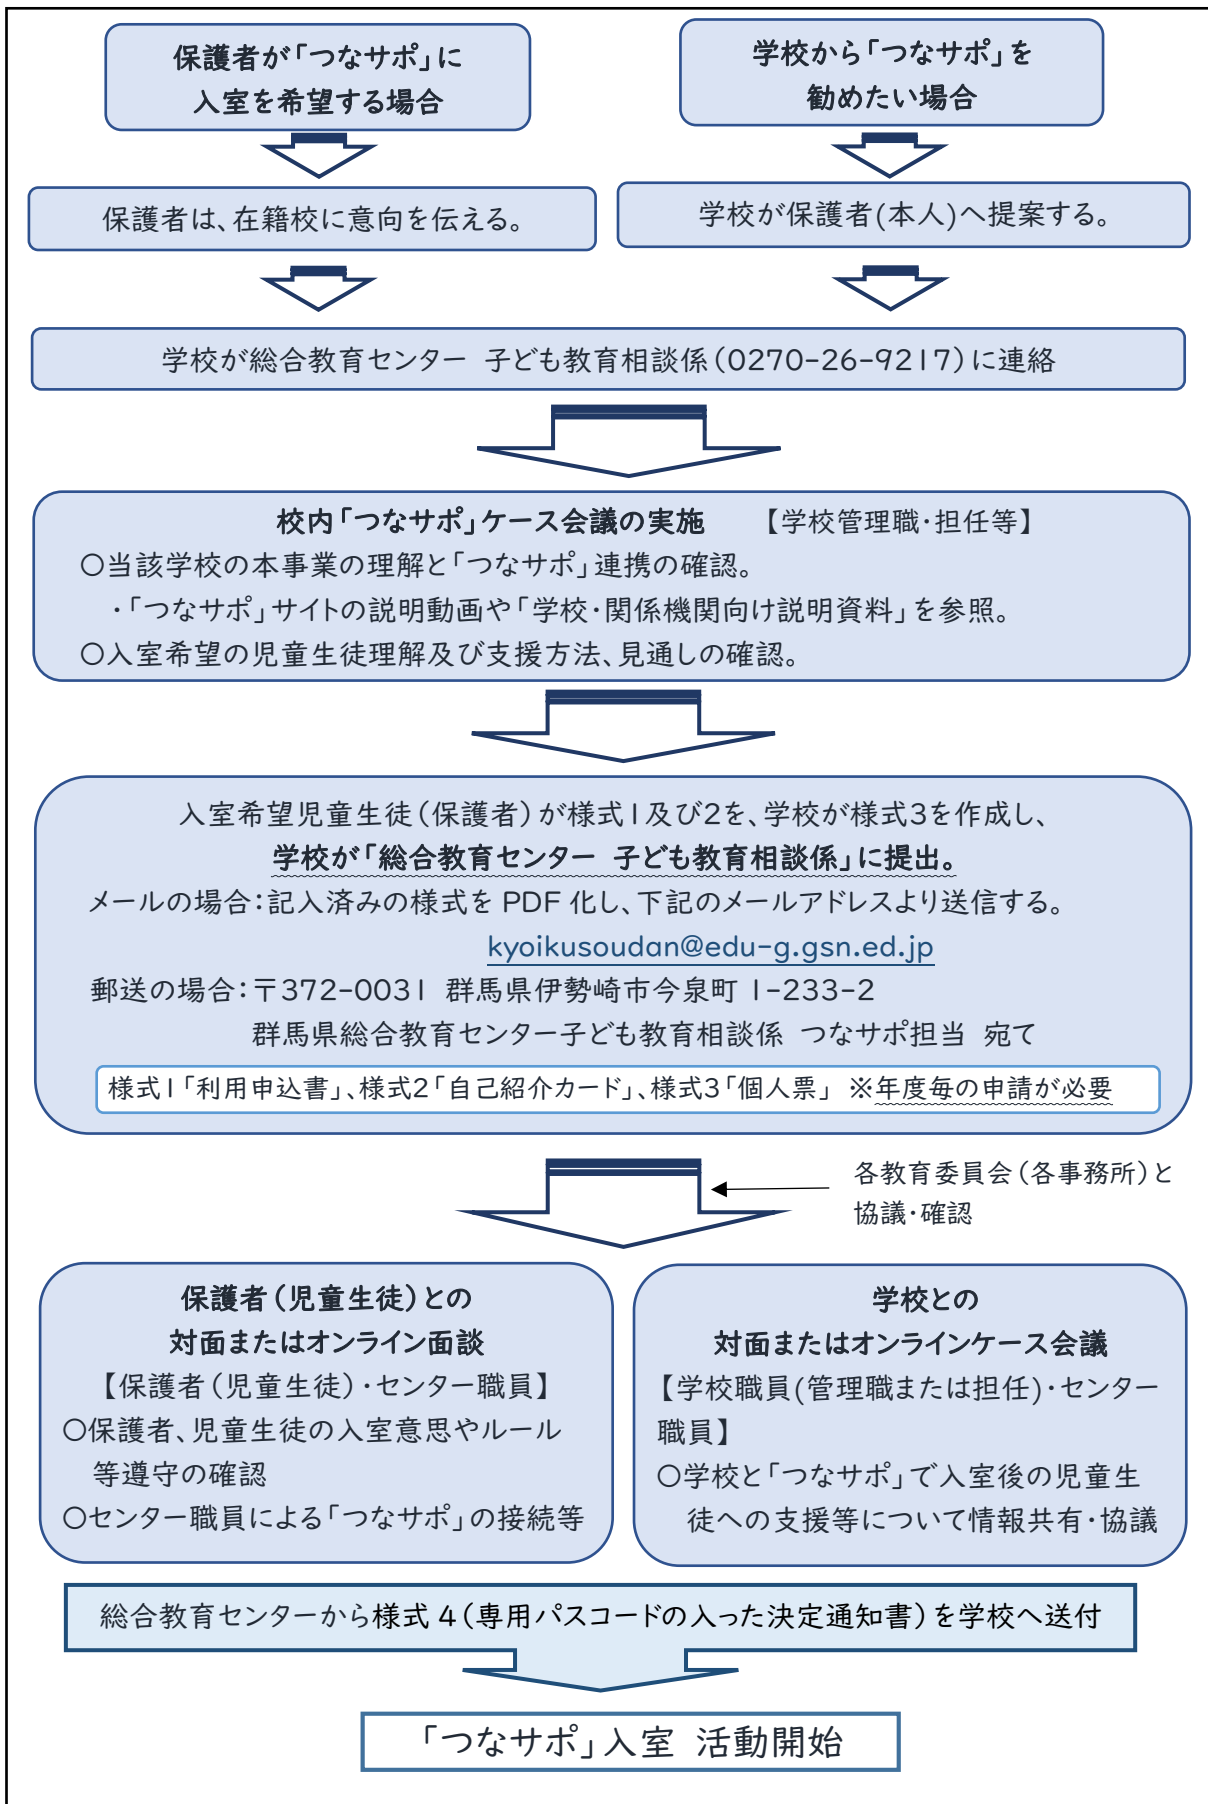 保護者が「つなサポ」に
入室を希望する場合
学校から「つなサポ」を
勧めたい場合
保護者は、在籍校に意向を伝える。
学校が保護者(本人)へ提案する。
学校が総合教育センター 子ども教育相談係(0270-26-9217)に連絡
校内「つなサポ」ケース会議の実施 【学校管理職・担任等】
○当該学校の本事業の理解と「つなサポ」連携の確認。
・「つなサポ」サイトの説明動画や「学校・関係機関向け説明資料」を参照。
○入室希望の児童生徒理解及び支援方法、見通しの確認。
入室希望児童生徒(保護者)が様式1及び2を、学校が様式3を作成し、
学校が「総合教育センター 子ども教育相談係」に提出。
メールの場合:記入済みの様式を PDF 化し、下記のメールアドレスより送信する。
kyoikusoudan@edu-g.gsn.ed.jp
郵送の場合:〒372-0031 群馬県伊勢崎市今泉町 1-233-2
群馬県総合教育センター子ども教育相談係 つなサポ担当 宛て
様式1「利用申込書」、様式2「自己紹介カード」、様式3「個人票」 ※年度毎の申請が必要
各教育委員会(各事務所)と
協議・確認
保護者(児童生徒)との
対面またはオンライン面談
【保護者(児童生徒)・センター職員】
○保護者、児童生徒の入室意思やルール
等遵守の確認
○センター職員による「つなサポ」の接続等
学校との
対面またはオンラインケース会議
【学校職員(管理職または担任)・センター
職員】
○学校と「つなサポ」で入室後の児童生
徒への支援等について情報共有・協議
総合教育センターから様式 4(専用パスコードの入った決定通知書)を学校へ送付
「つなサポ」入室 活動開始